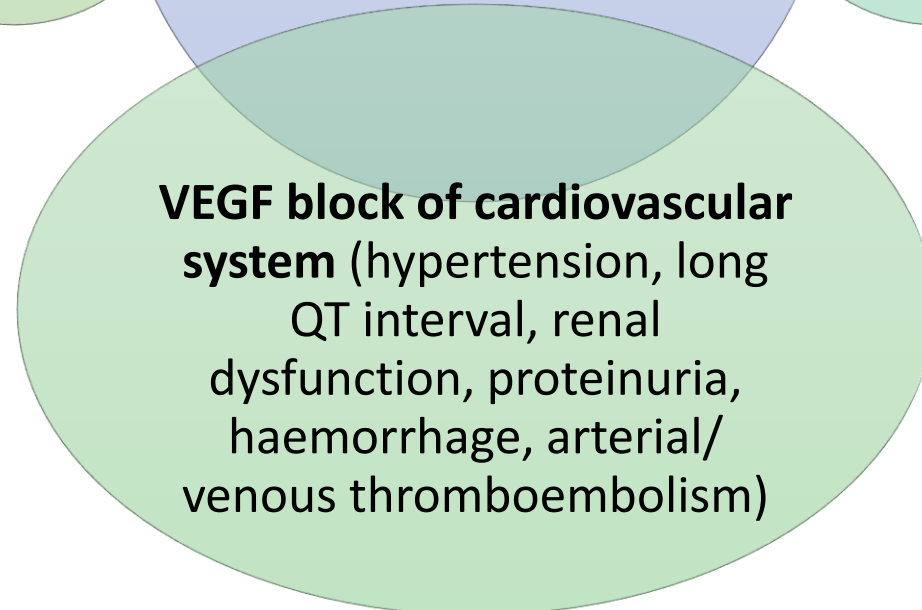 VEGF block of cardiovascular
system (hypertension, long
QT interval, renal
dysfunction, proteinuria,
haemorrhage, arterial/
venous thromboembolism)